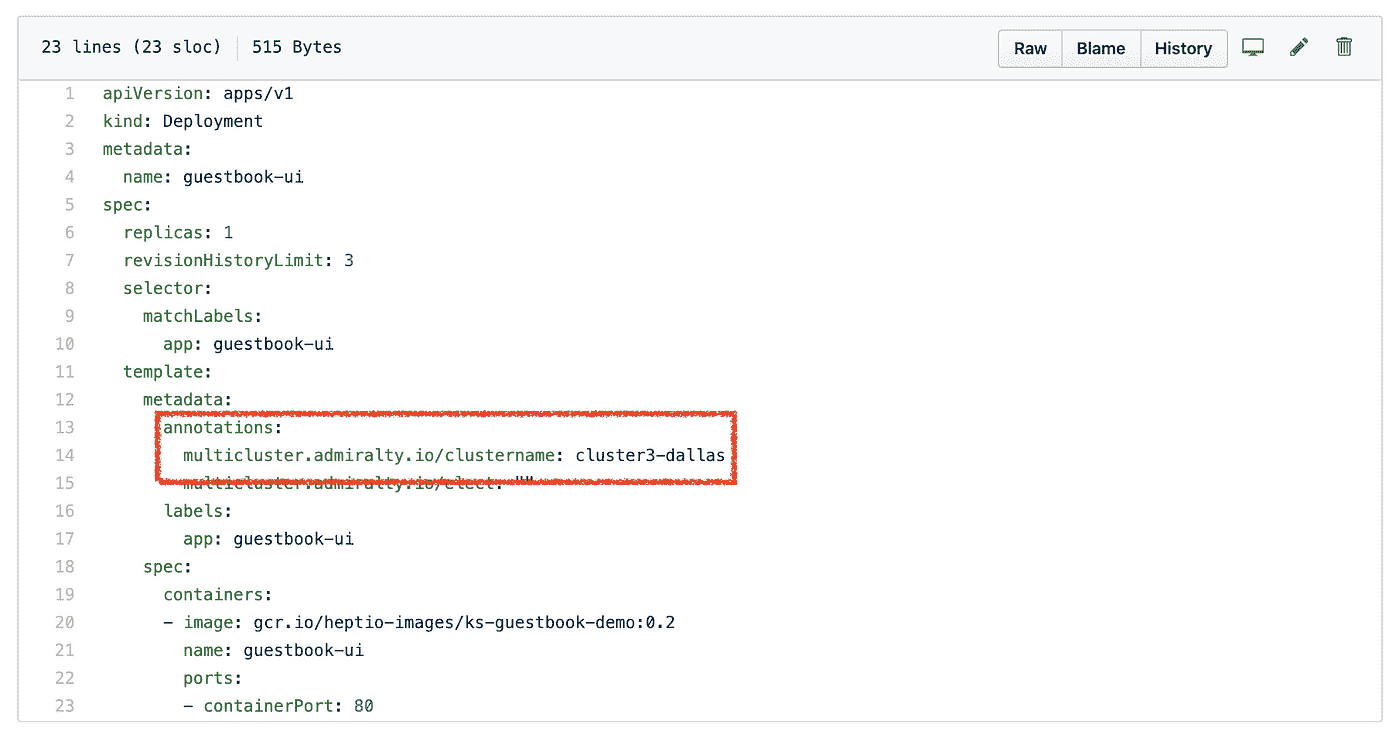 23 lines (23 sloc) 515 Bytes Raw Blame History
1 apiVersion: apps/v1
2 kind: Deployment
3 metadata:
4   name: guestbook-ui
5 spec:
6   replicas: 1
7   revisionHistoryLimit: 3
8   selector:
9     matchLabels:
10       app: guestbook-ui
11   template:
12     metadata:
13       annotations:
14         multicluster.admiralty.io/clustername: cluster3-dallas
15         multicluster.admiralty.io/elect: ""
16       labels:
17         app: guestbook-ui
18     spec:
19       containers:
20       - image: gcr.io/heptio-images/ks-guestbook-demo:0.2
21         name: guestbook-ui
22         ports:
23         - containerPort: 80